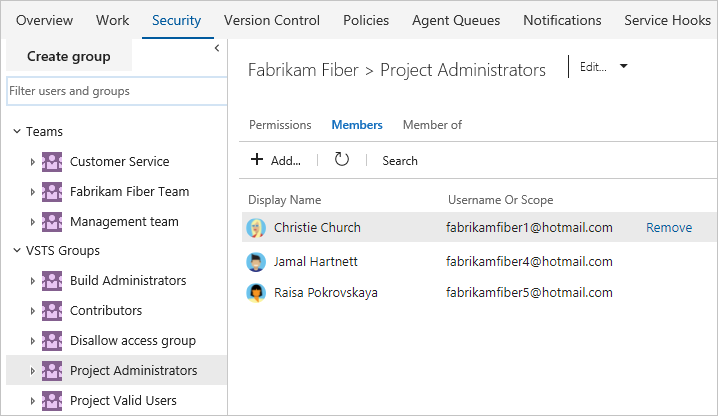 Overview Work Security Version Control Policies Agent Queues Notifications Service Hooks
Create group
Filter users and groups
Teams
Customer Service
Fabrikam Fiber Team
Management team
VSTS Groups
Build Administrators
Contributors
Disallow access group
Project Administrators
Project Valid Users
Fabrikam Fiber > Project Administrators
Edit...
Permissions Members Member of
Add... Search
Display Name Username Or Scope
Christie Church fabrikamfiber1@hotmail.com Remove
Jamal Hartnett fabrikamfiber4@hotmail.com
Raisa Pokrovskaya fabrikamfiber5@hotmail.com